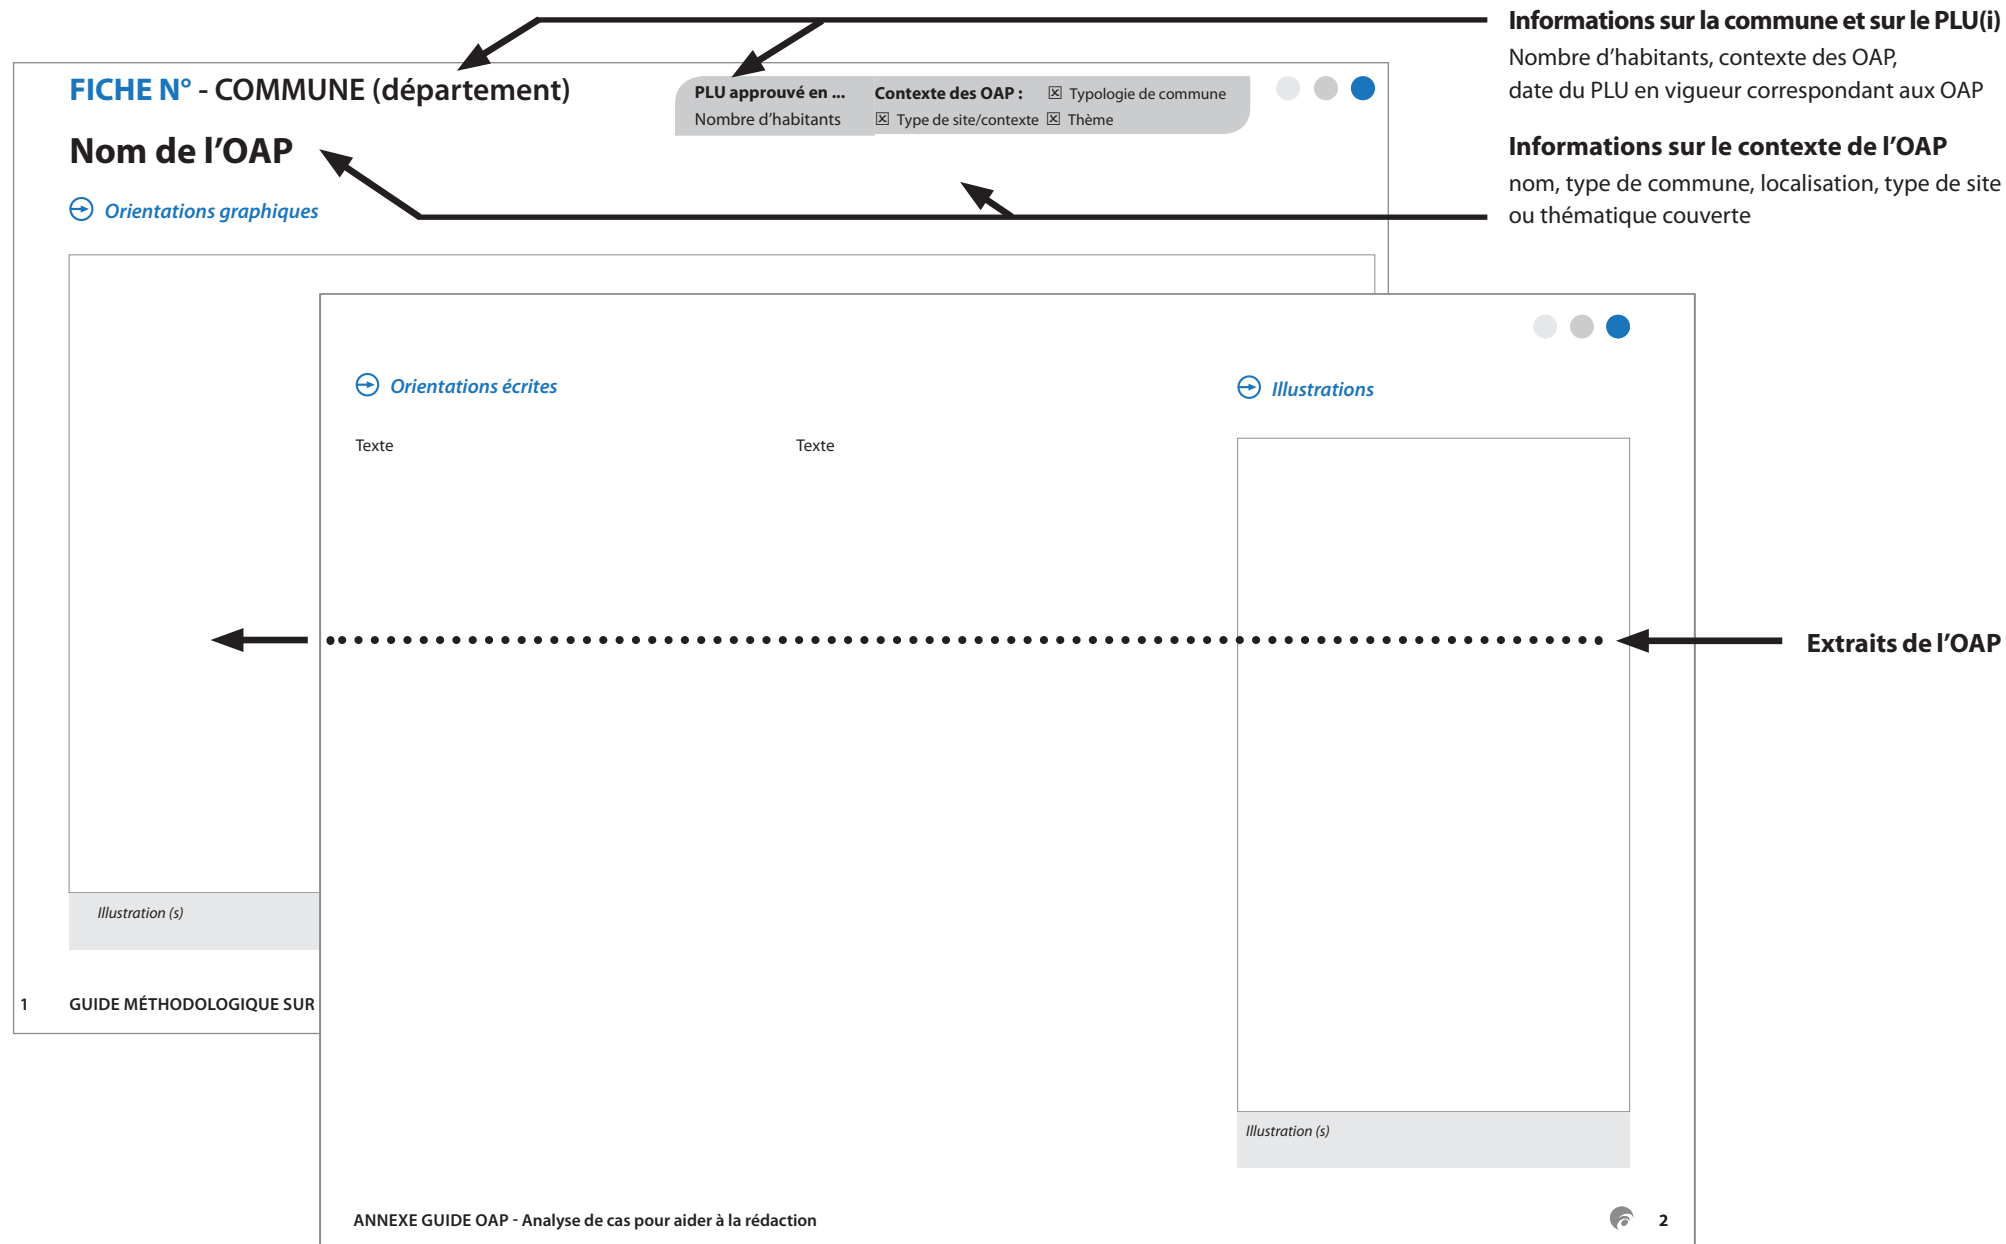 Informations sur la commune et sur le PLU(i)
Nombre d’habitants, contexte des OAP,
date du PLU en vigueur correspondant aux OAP
Informations sur le contexte de l’OAP
nom, type de commune, localisation, type de site
ou thématique couverte
FICHE N° - COMMUNE (département)
PLU approuvé en ...
Nombre d’habitants
Contexte des OAP : ☒ Typologie de commune
☒ Type de site/contexte ☒ Thème
Nom de l’OAP
Orientations graphiques
Illustration (s)
1 GUIDE MÉTHODOLOGIQUE SUR
Orientations écrites
Illustrations
Texte
Texte
Extraits de l’OAP
Illustration (s)
ANNEXE GUIDE OAP - Analyse de cas pour aider à la rédaction
2